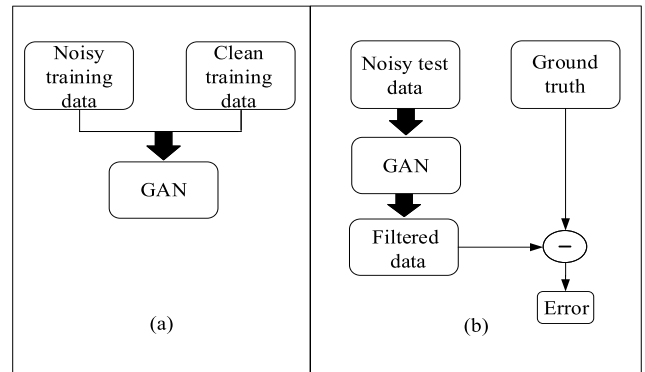 Noisy
training
data
Clean
training
data
GAN
(a)
Noisy test
data
Ground
truth
GAN
Filtered
data
−
Error
(b)